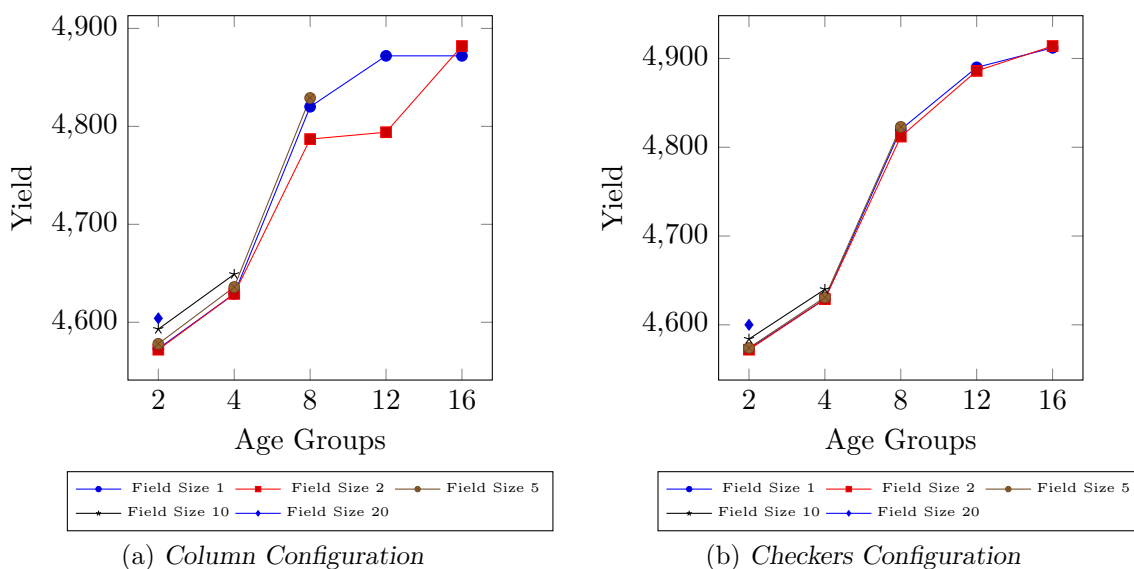 4,900
4,800
4,700
4,600
Yield
2 4 8 12 16
Age Groups
Field Size 1 Field Size 2 Field Size 5
Field Size 10 Field Size 20
(a) Column Configuration
4,900
4,800
4,700
4,600
Yield
2 4 8 12 16
Age Groups
Field Size 1 Field Size 2 Field Size 5
Field Size 10 Field Size 20
(b) Checkers Configuration